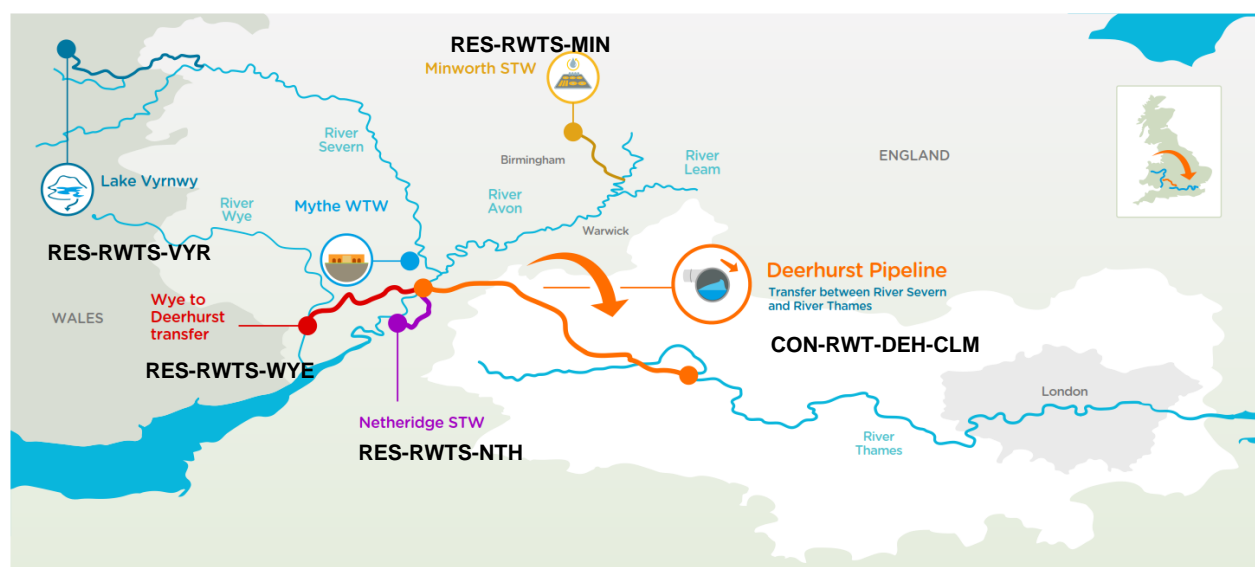 RES-RWTS-MIN
Minworth STW
River
Severn
Birmingham
River
Leam
ENGLAND
Lake Vyrnwy
River
Wye
Mythe WTW
River
Avon
Warwick
RES-RWTS-VYR
Deerhurst Pipeline
Transfer between River Severn
and River Thames
Wye to
Deerhurst
transfer
WALES
CON-RWT-DEH-CLM
RES-RWTS-WYE
London
Netheridge STW
River
Thames
RES-RWTS-NTH